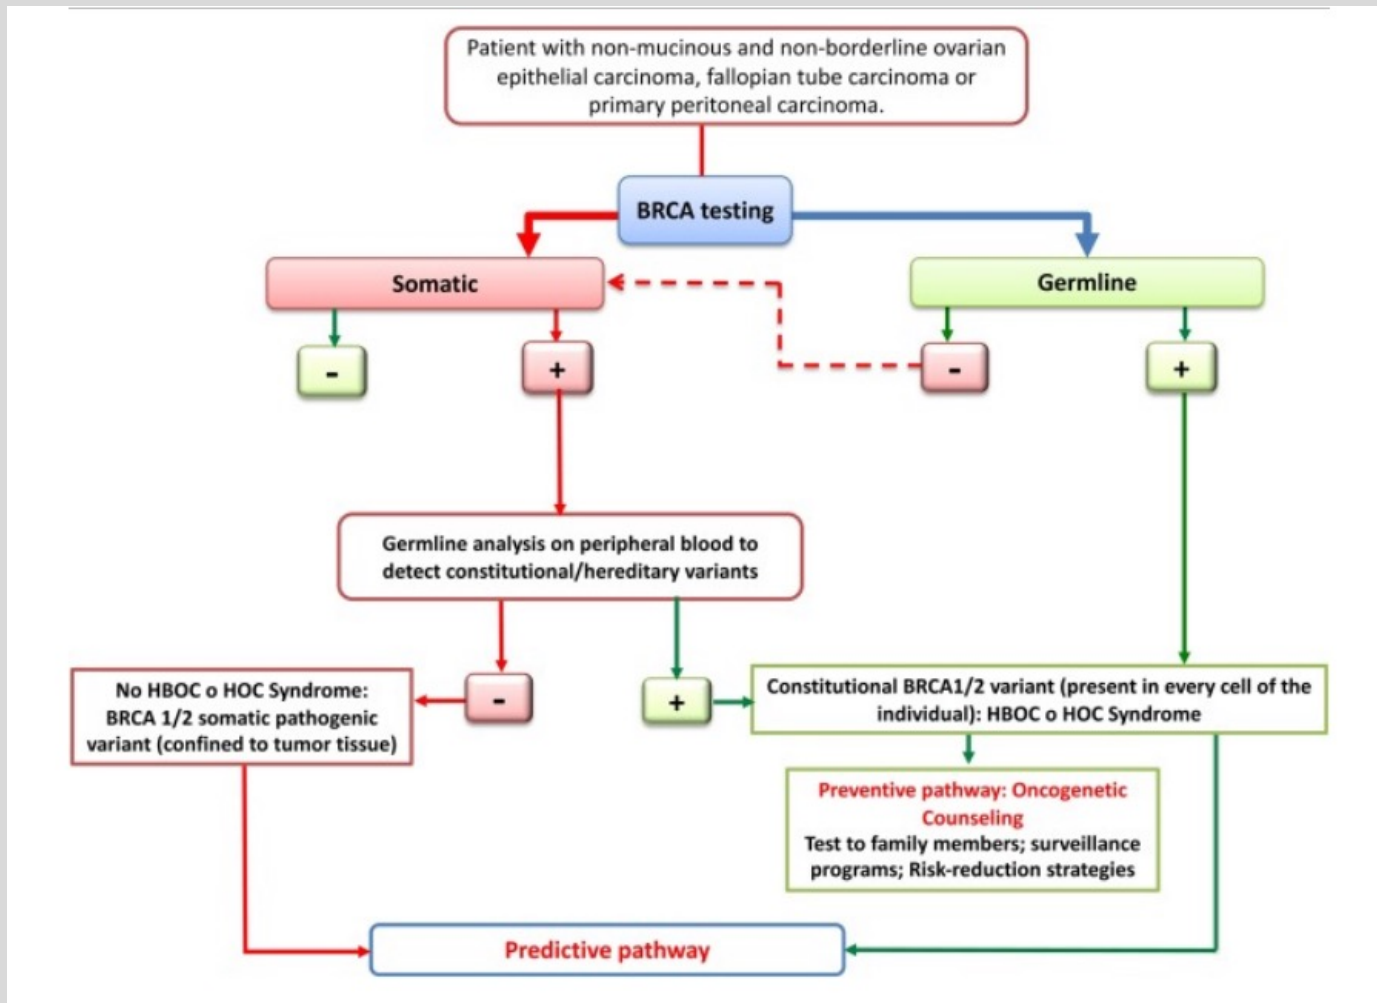 Patient with non-mucinous and non-borderline ovarian
epithelial carcinoma, fallopian tube carcinoma or
primary peritoneal carcinoma.
BRCA testing
Somatic
Germline
-
+
-
+
Germline analysis on peripheral blood to
detect constitutional/hereditary variants
-
+
No HBOC o HOC Syndrome:
BRCA 1/2 somatic pathogenic
variant (confined to tumor tissue)
Constitutional BRCA1/2 variant (present in every cell of the
individual): HBOC o HOC Syndrome
Preventive pathway: Oncogenetic
Counseling
Test to family members; surveillance
programs; Risk-reduction strategies
Predictive pathway